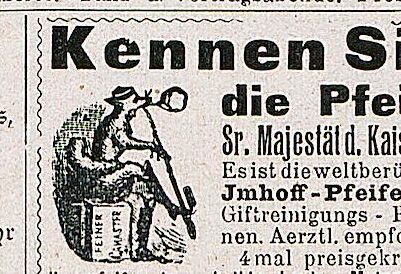 Kennen Si
die Pfei
Sr. Majestät d. Kais
Es ist die weltberü
Jmhoff-Pfeife
Giftreinigungs-
nen. Aerztl. empfo
4 mal preisgekr
FEINER
KNASTER